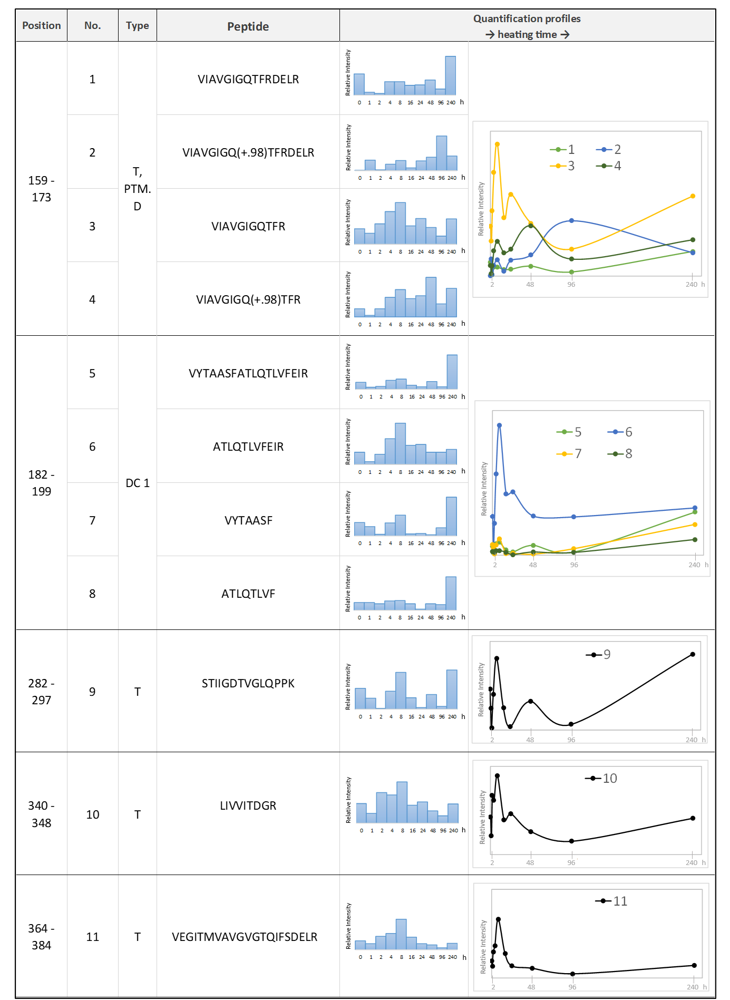 Position No. Type Peptide Quantification profiles
→ heating time →
159 -
173
T,
PTM.
D
1 VIAVGIGQTFRDELR
Relative Intensity
0 1 2 4 8 16 24 48 96 240 h
2 VIAVGIGQ(+.98)TFRDELR
Relative Intensity
0 1 2 4 8 16 24 48 96 240 h
3 VIAVGIGQTFR
Relative Intensity
0 1 2 4 8 16 24 48 96 240 h
4 VIAVGIGQ(+.98)TFR
Relative Intensity
0 1 2 4 8 16 24 48 96 240 h
1 2
3 4
Relative Intensity
2 48 96 240 h
182 -
199
DC 1
5 VYTAASFATLQTLVFEIR
Relative Intensity
0 1 2 4 8 16 24 48 96 240 h
6 ATLQTLVFEIR
Relative Intensity
0 1 2 4 8 16 24 48 96 240 h
7 VYTAASF
Relative Intensity
0 1 2 4 8 16 24 48 96 240 h
8 ATLQTLVF
Relative Intensity
0 1 2 4 8 16 24 48 96 240 h
5 6
7 8
Relative Intensity
2 48 96 240 h
282 -
297
9 T STIIGDTVGLQPPK
Relative Intensity
0 1 2 4 8 16 24 48 96 240 h
9
Relative Intensity
2 48 96 240 h
340 -
348
10 T LIVVITDGR
Relative Intensity
0 1 2 4 8 16 24 48 96 240 h
10
Relative Intensity
2 48 96 240 h
364 -
384
11 T VEGITMVAVGVGTQIFSDELR
Relative Intensity
0 1 2 4 8 16 24 48 96 240 h
11
Relative Intensity
2 48 96 240 h